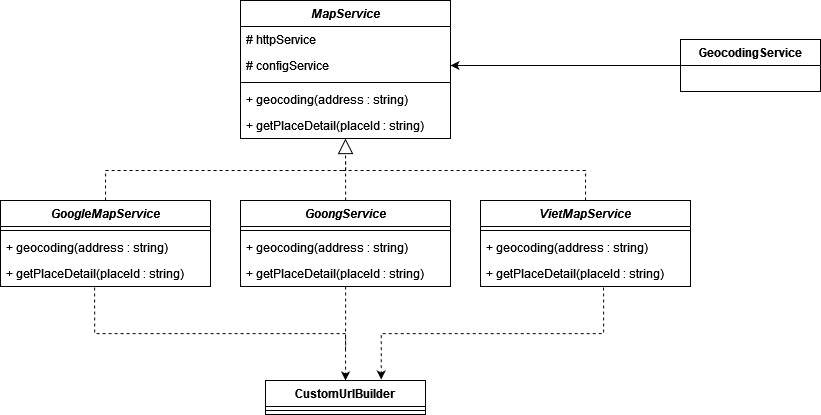 MapService
# httpService
# configService
+ geocoding(address : string)
+ getPlaceDetail(placeId : string)
GeocodingService
GoogleMapService
+ geocoding(address : string)
+ getPlaceDetail(placeId : string)
GoongService
+ geocoding(address : string)
+ getPlaceDetail(placeId : string)
VietMapService
+ geocoding(address : string)
+ getPlaceDetail(placeId : string)
CustomUrlBuilder